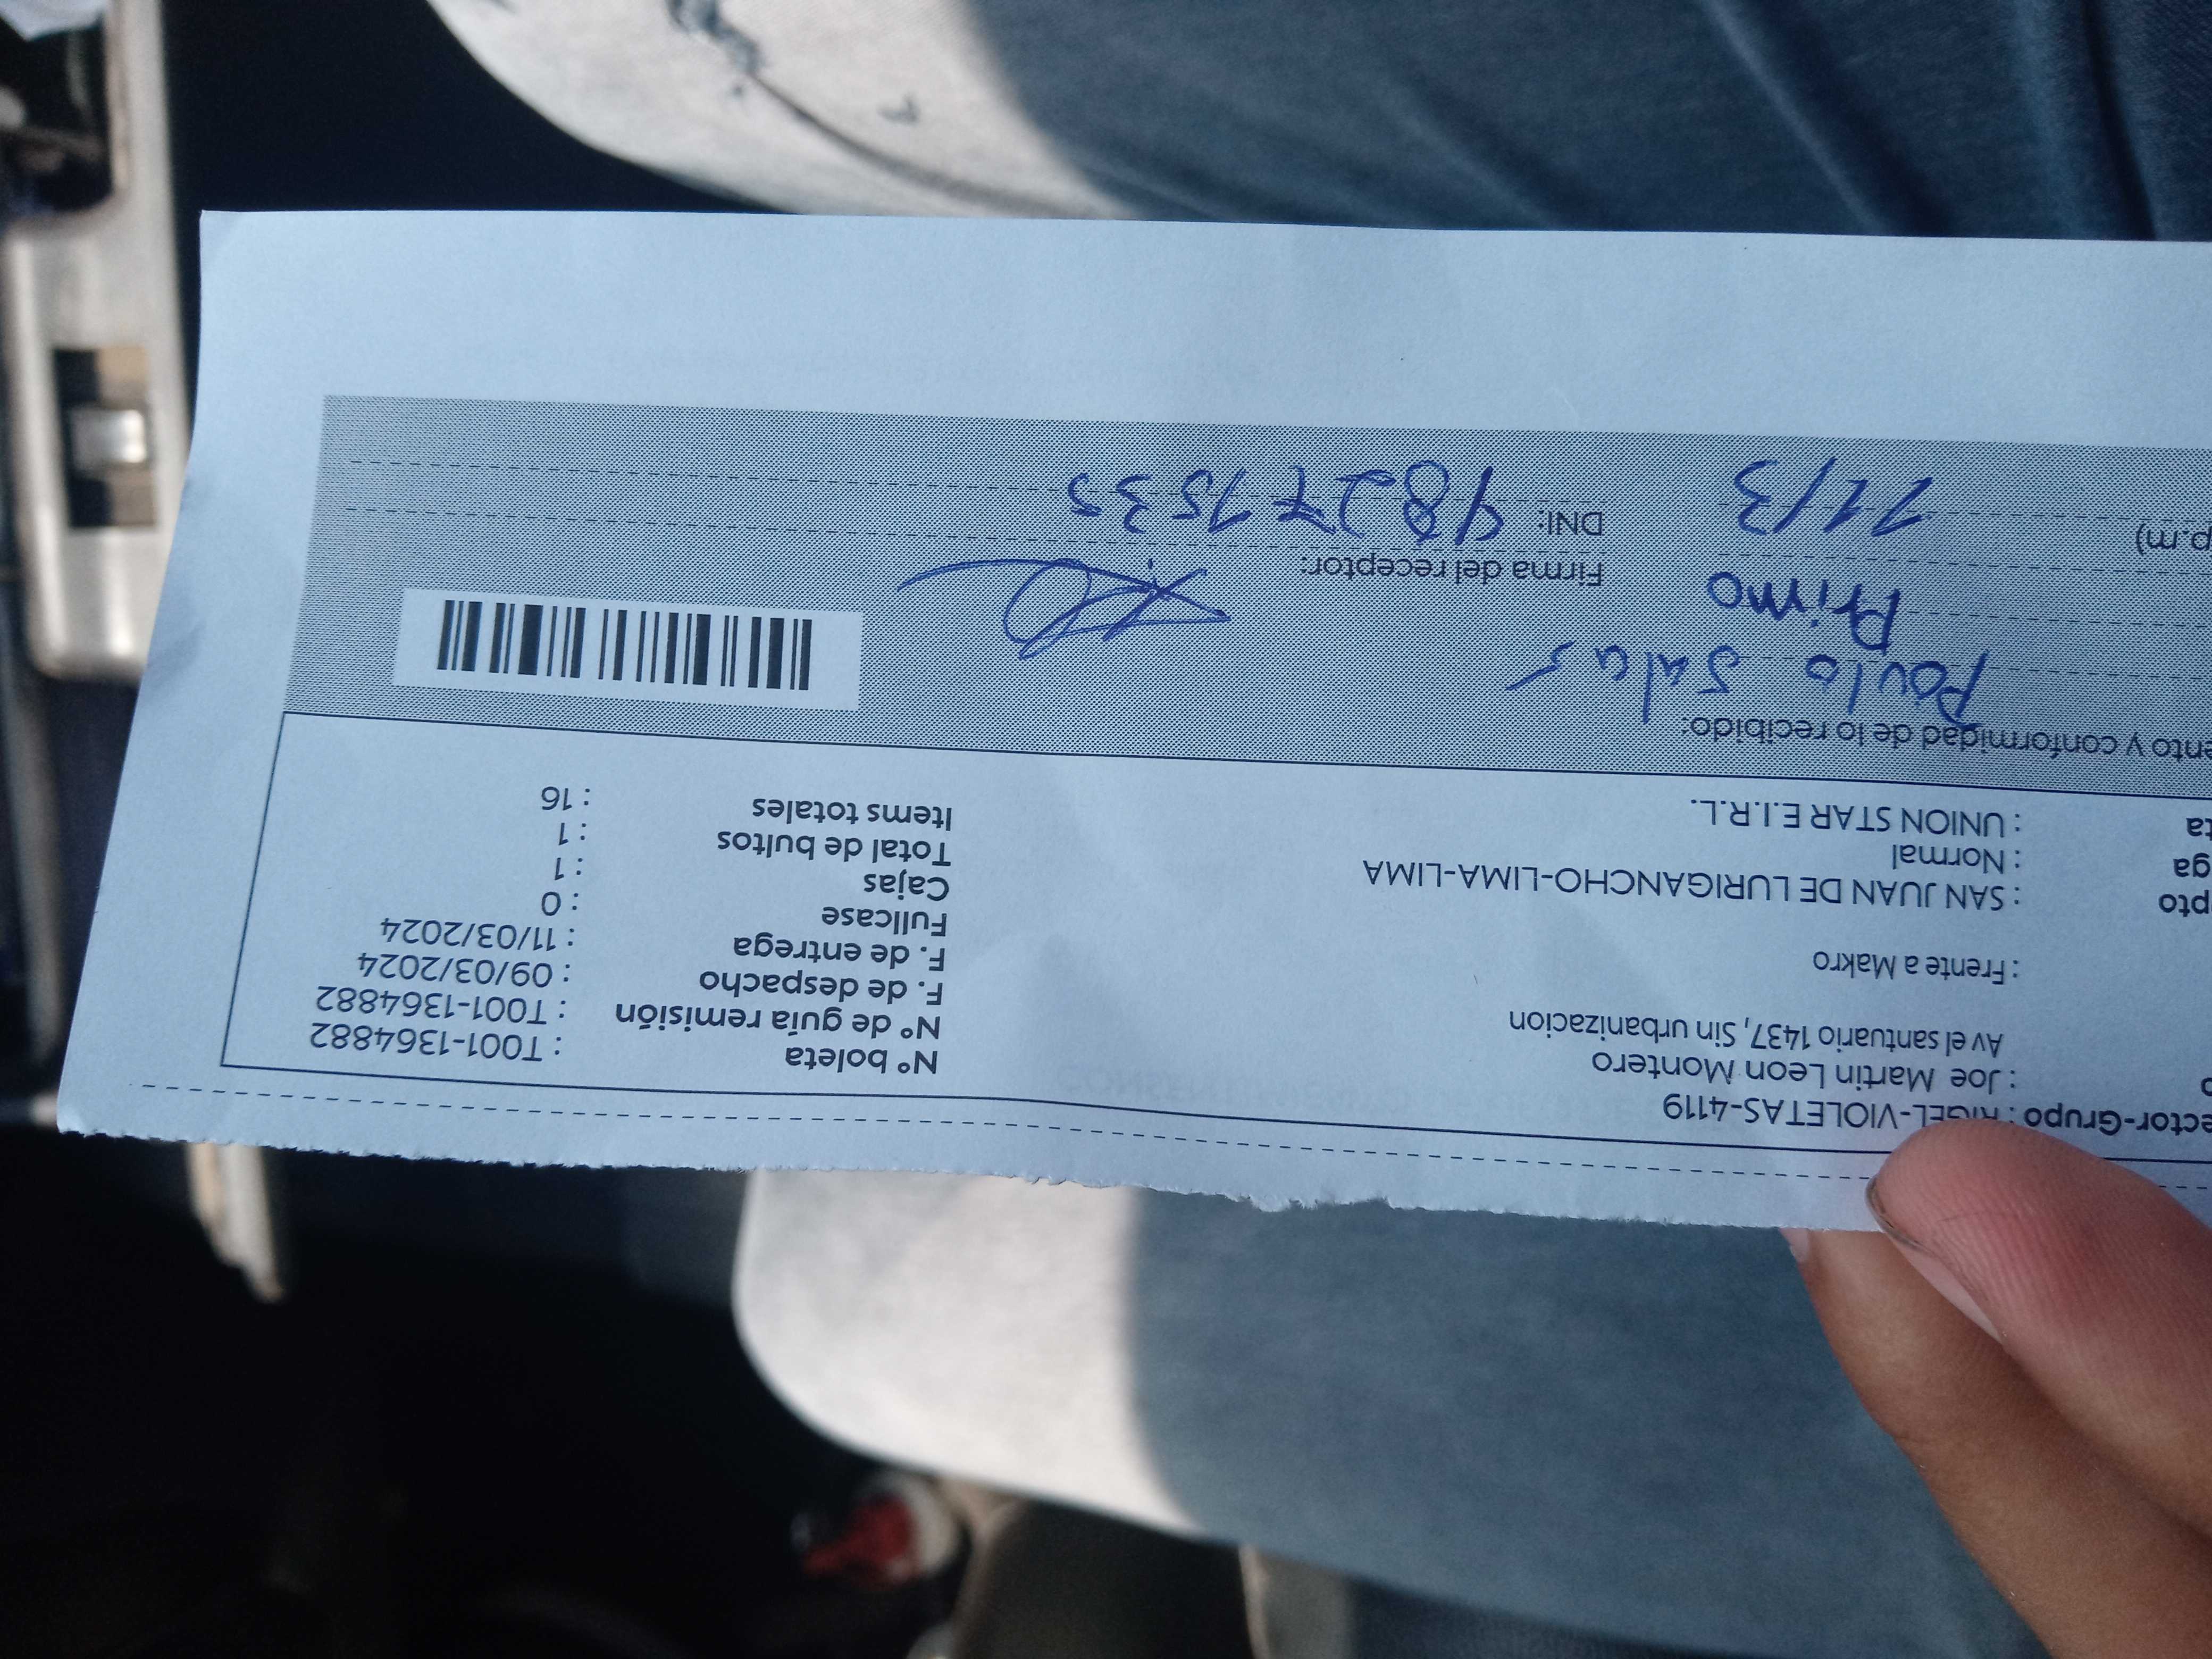 ector-Grupo : RIGEL-VIOLETAS-4119
: Joe Martin Leon Montero
Av el santuario 1437, Sin urbanizacion
: Frente a Makro
pto : SAN JUAN DE LURIGANCHO-LIMA-LIMA
ga : Normal
ta : UNION STAR E.I.R.L.
Nº boleta : T001-1364882
Nº de guía remisión : T001-1364882
F. de despacho : 09/03/2024
F. de entrega : 11/03/2024
Fullcase : 0
Cajas : 1
Total de bultos : 1
Items totales : 16
ento y conformidad de lo recibido:
Paulo Salas
Primo
Firma del receptor:
p.m) 11/3
DNI: